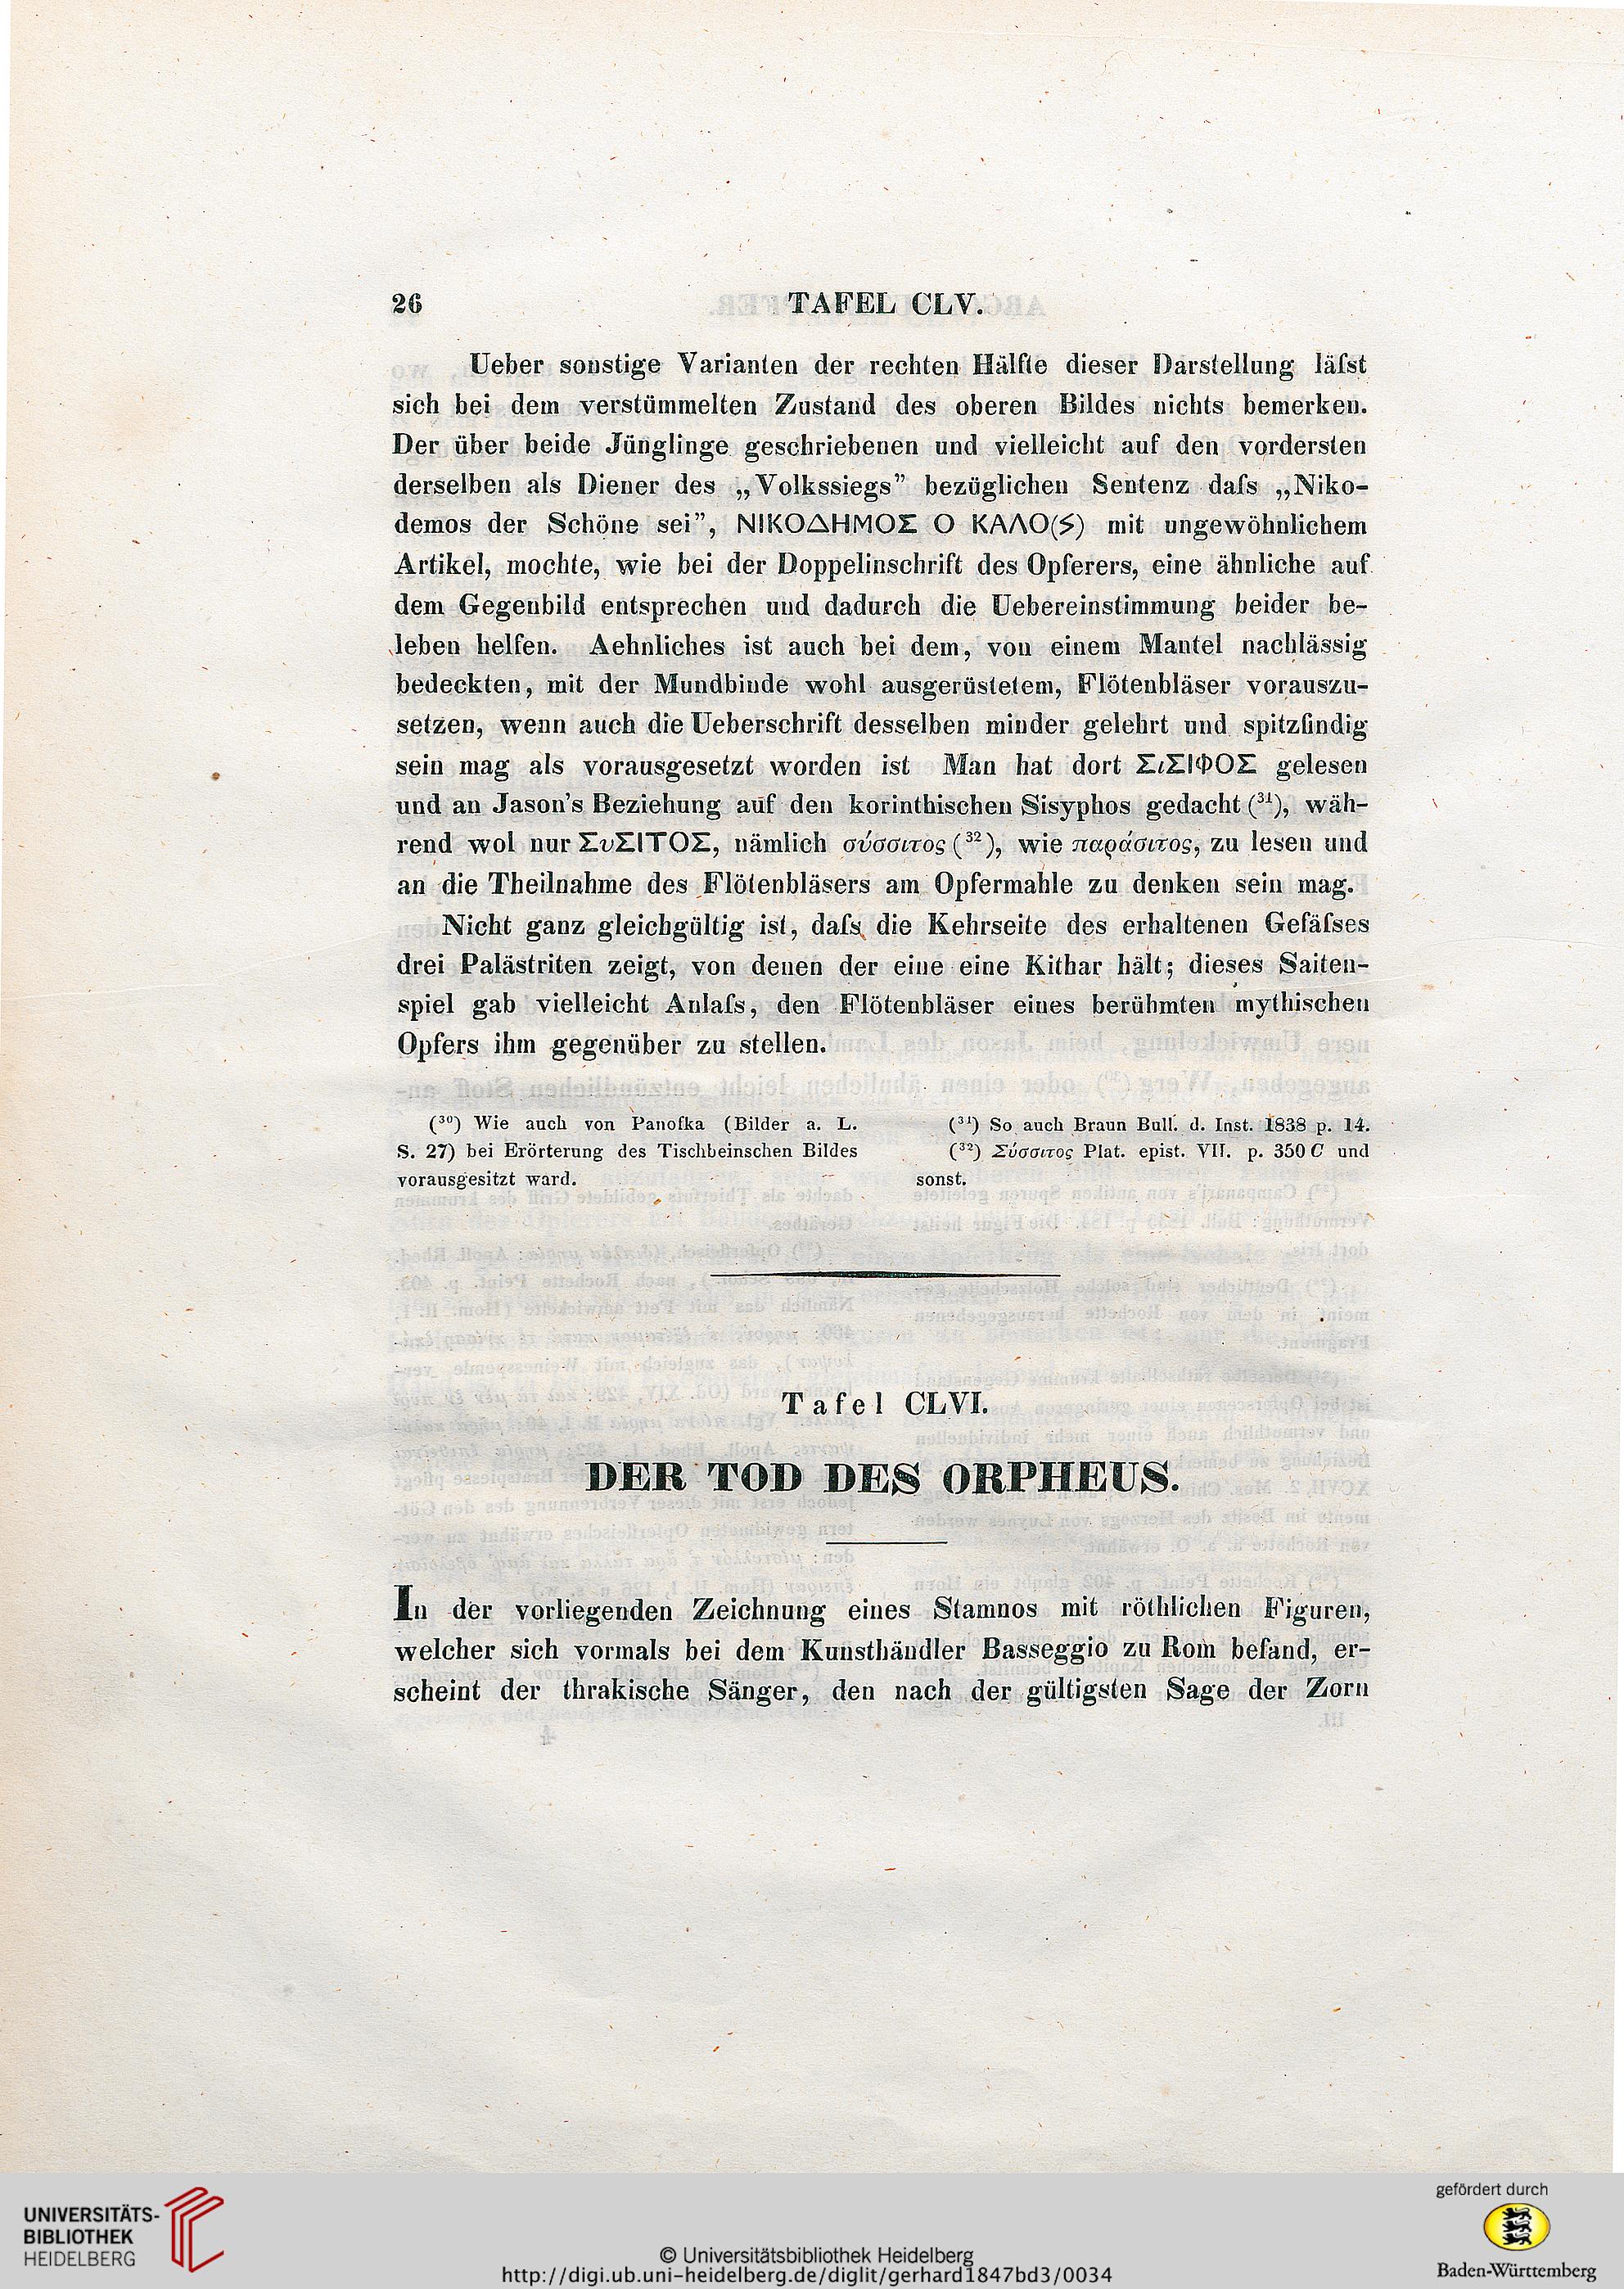 26
TAFEL CLV.
Ueber sonstige Varianten der rechten Hälfte dieser Darstellung läſst
sich bei dem verstümmelten Zustand des oberen Bildes nichts bemerken.
Der über beide Jünglinge geschriebenen und vielleicht auf den vordersten
derselben als Diener des „Volkssiegs” bezüglichen Sentenz daſs „Niko-
demos der Schöne sei”, ΝΙΚΟΔΗΜΟΣ Ο ΚΑΛΟ(Ϟ) mit ungewöhnlichem
Artikel, mochte, wie bei der Doppelinschrift des Opferers, eine ähnliche auf
dem Gegenbild entsprechen und dadurch die Uebereinstimmung beider be-
leben helfen. Aehnliches ist auch bei dem, von einem Mantel nachlässig
bedeckten, mit der Mundbinde wohl ausgerüstetem, Flötenbläser vorauszu-
setzen, wenn auch die Ueberschrift desselben minder gelehrt und spitzfindig
sein mag als vorausgesetzt worden ist Man hat dort ΣιΣΙΦΟΣ gelesen
und an Jason's Beziehung auf den korinthischen Sisyphos gedacht (³¹), wäh-
rend wol nur ΣυΣΙΤΟΣ, nämlich σύσσιτος (³²), wie παράσιτος, zu lesen und
an die Theilnahme des Flötenbläsers am Opfermahle zu denken sein mag.
Nicht ganz gleichgültig ist, daſs die Kehrseite des erhaltenen Gefäſses
drei Palästriten zeigt, von denen der eine eine Kithar hält; dieses Saiten-
spiel gab vielleicht Anlaſs, den Flötenbläser eines berühmten mythischen
Opfers ihm gegenüber zu stellen.
(³⁰) Wie auch von Panofka (Bilder a. L.
S. 27) bei Erörterung des Tischbeinschen Bildes
vorausgesitzt ward.
(³¹) So auch Braun Bull. d. Inst. 1838 p. 14.
(³²) Σύσσιτος Plat. epist. VII. p. 350 C und
sonst.
Tafel CLVI.
DER TOD DES ORPHEUS.
In der vorliegenden Zeichnung eines Stamnos mit röthlichen Figuren,
welcher sich vormals bei dem Kunsthändler Basseggio zu Rom befand, er-
scheint der thrakische Sänger, den nach der gültigsten Sage der Zorn
UNIVERSITÄTS-
BIBLIOTHEK
HEIDELBERG
© Universitätsbibliothek Heidelberg
http://digi.ub.uni-heidelberg.de/diglit/gerhard1847bd3/0034
gefördert durch
Baden-Württemberg